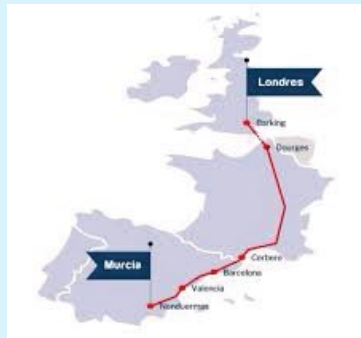 Londres
Barking
Dourges
Cerbere
Barcelona
Murcia
Valencia
Nonduermas